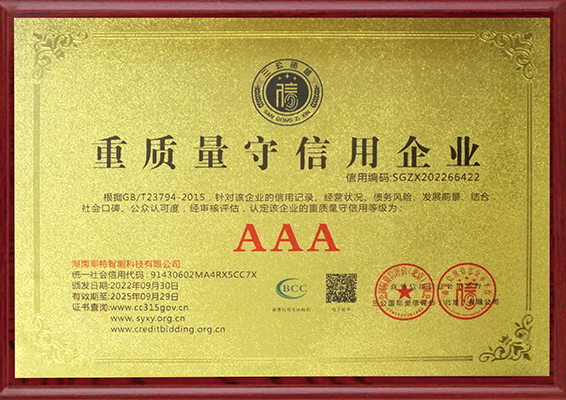 三公诺信
SAN GONG ZI XIN
重质量守信用企业
信用编码:SGZX202266422
根据GB/T23794-2015，针对该企业的信用记录、经营状况、债务风险、发展前景、结合
社会口碑、公众认可度，经审核评估，认定该企业的重质量守信用等级为：
AAA
湖南军特智能科技有限公司
统一社会信用代码：91430602MA4RX5CC7X
颁发日期:2022年09月30日
有效期至:2025年09月29日
证书查询:www.cc315gov.cn
www.syxy.org.cn
www.creditbidding.org.cn
BCC